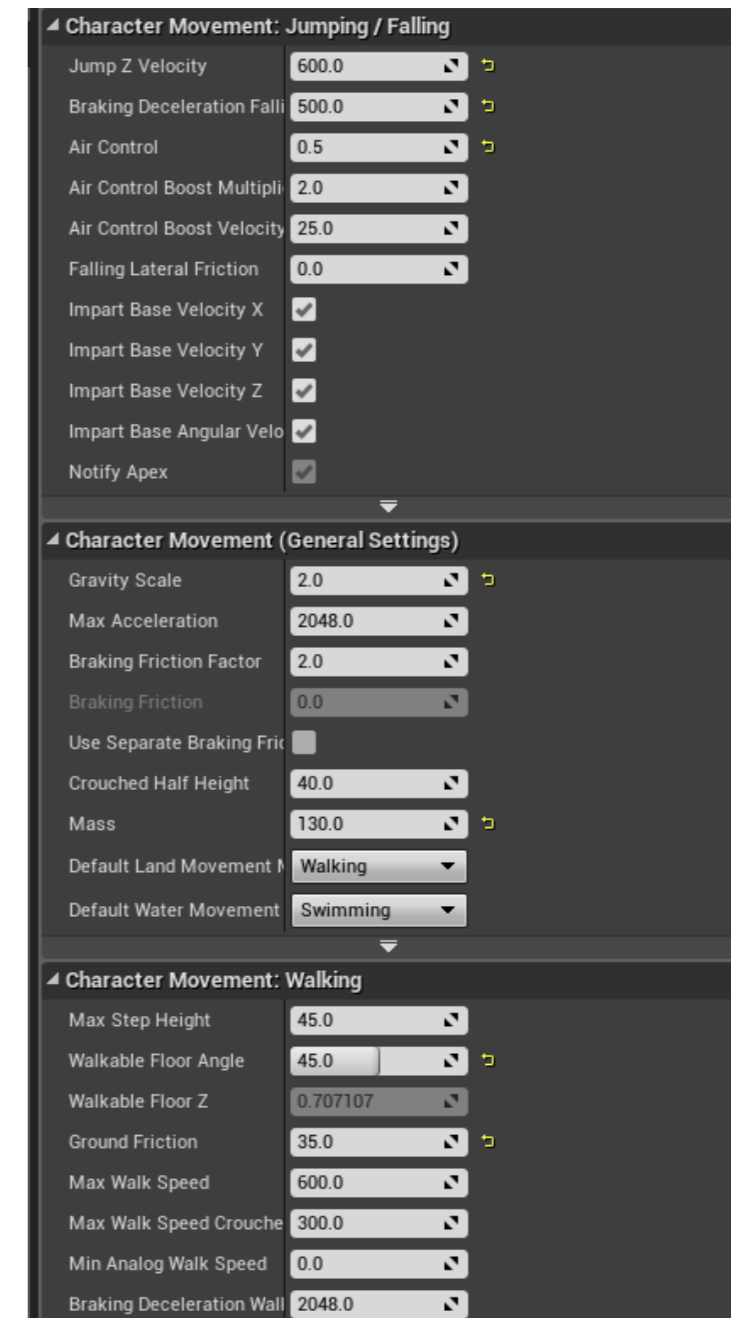 Character Movement: Jumping / Falling
Jump Z Velocity 600.0
Braking Deceleration Falli 500.0
Air Control 0.5
Air Control Boost Multipli 2.0
Air Control Boost Velocity 25.0
Falling Lateral Friction 0.0
Impart Base Velocity X
Impart Base Velocity Y
Impart Base Velocity Z
Impart Base Angular Velo
Notify Apex
Character Movement (General Settings)
Gravity Scale 2.0
Max Acceleration 2048.0
Braking Friction Factor 2.0
Braking Friction 0.0
Use Separate Braking Fric
Crouched Half Height 40.0
Mass 130.0
Default Land Movement M Walking
Default Water Movement Swimming
Character Movement: Walking
Max Step Height 45.0
Walkable Floor Angle 45.0
Walkable Floor Z 0.707107
Ground Friction 35.0
Max Walk Speed 600.0
Max Walk Speed Crouche 300.0
Min Analog Walk Speed 0.0
Braking Deceleration Wall 2048.0